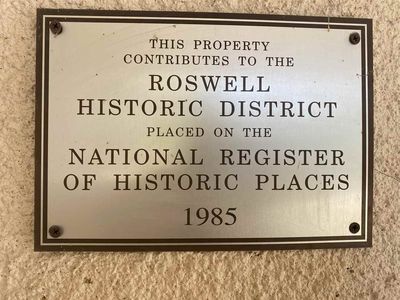 THIS PROPERTY
CONTRIBUTES TO THE
ROSWELL
HISTORIC DISTRICT
PLACED ON THE
NATIONAL REGISTER
OF HISTORIC PLACES
1985